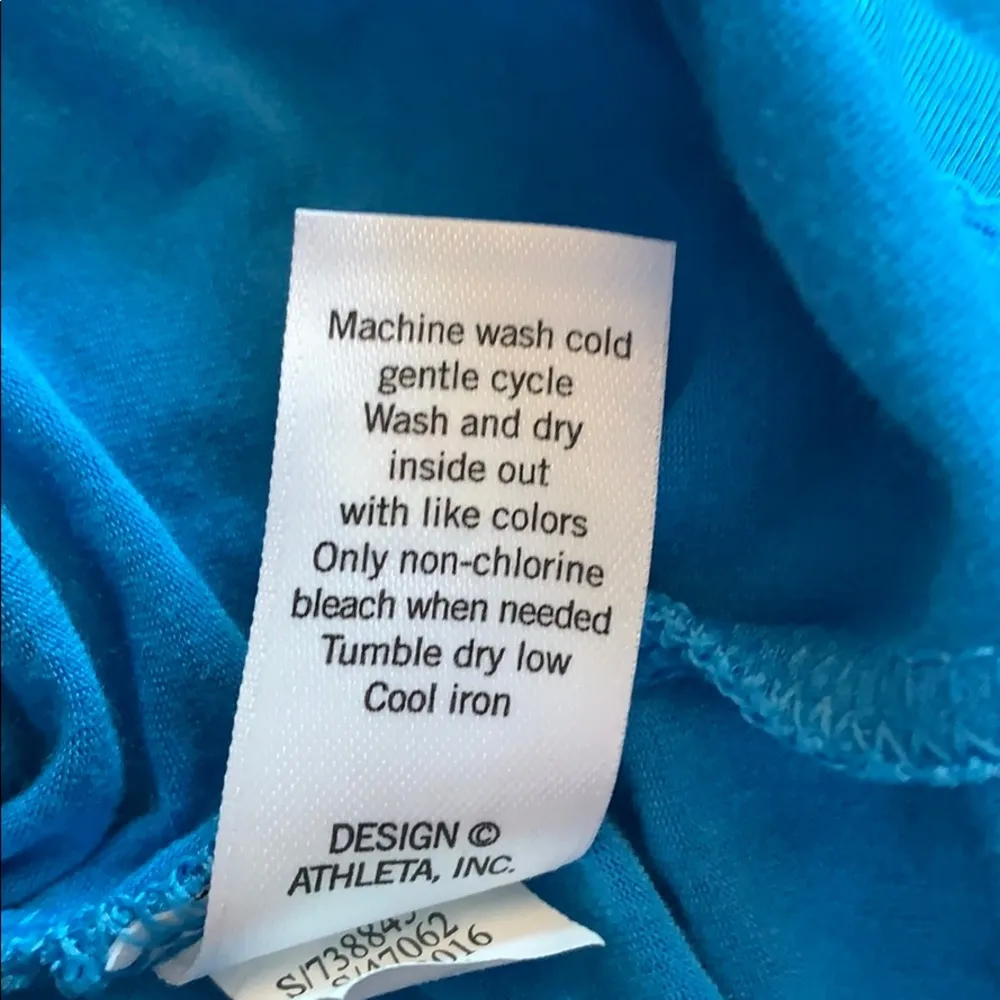 Machine wash cold
gentle cycle
Wash and dry
inside out
with like colors
Only non-chlorine
bleach when needed
Tumble dry low
Cool iron
DESIGN ©
ATHLETA, INC.